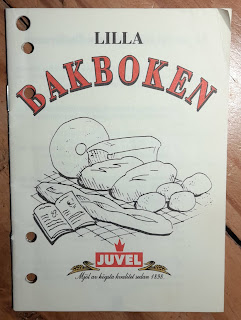 LILLA
BAKBOKEN
JUVEL
Mjöl av högsta kvalitet sedan 1898